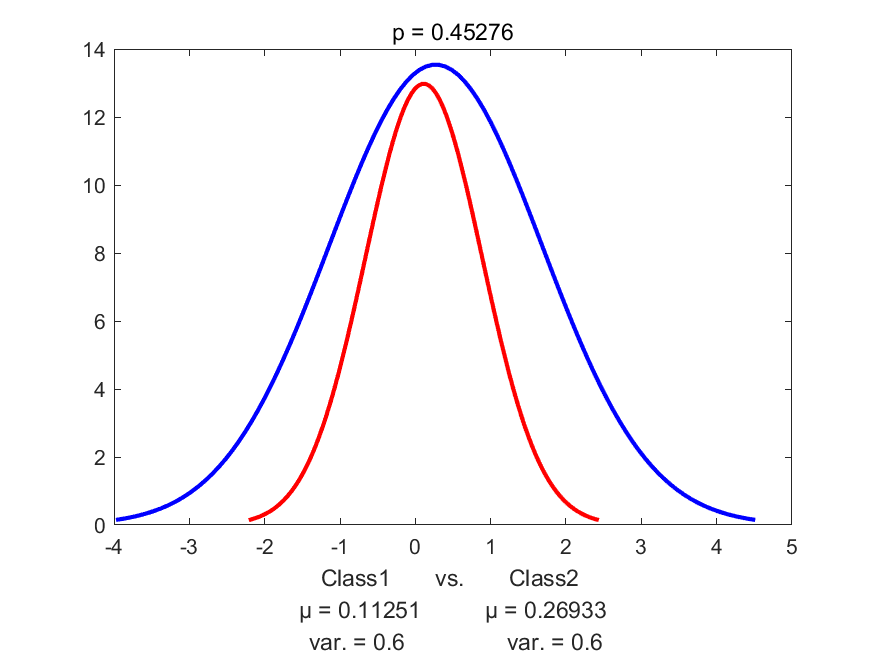 p = 0.45276
14
12
10
8
6
4
2
0
-4 -3 -2 -1 0 1 2 3 4 5
Class1 vs. Class2
μ = 0.11251 μ = 0.26933
var. = 0.6 var. = 0.6